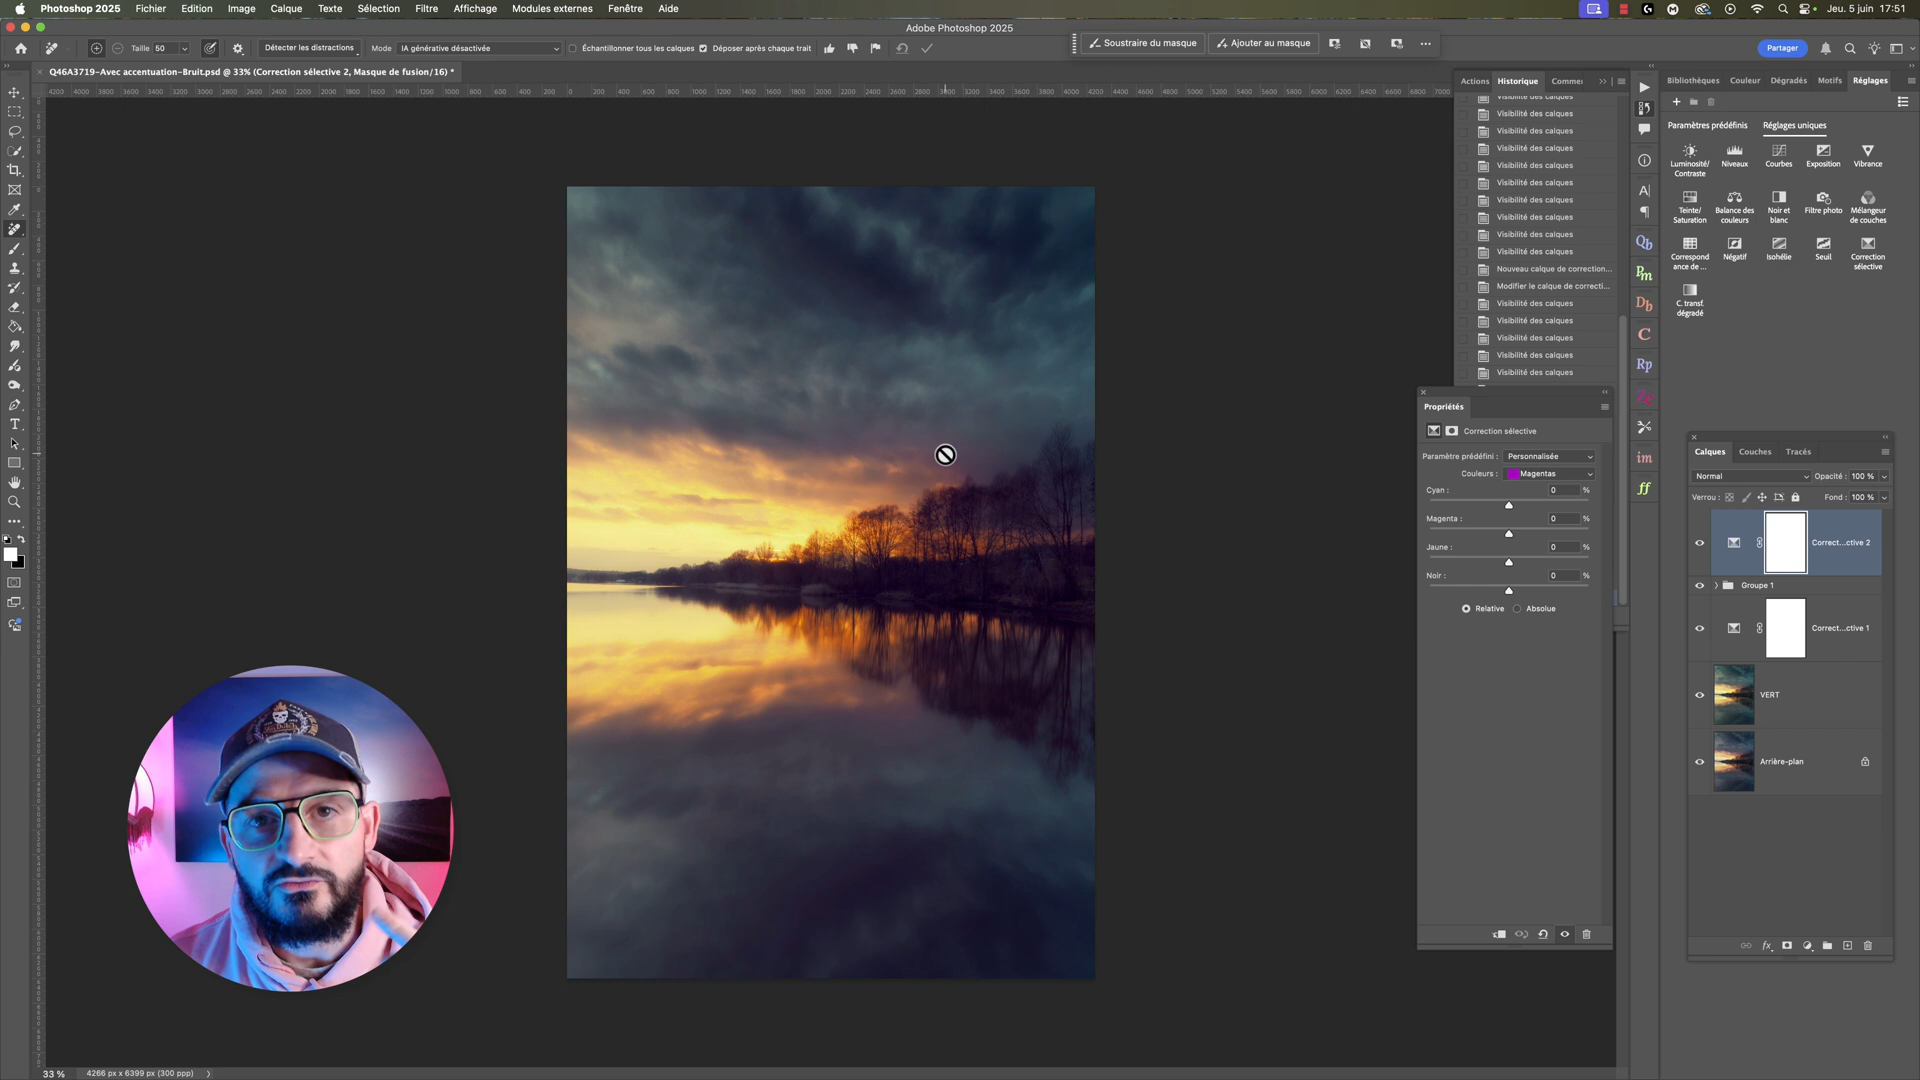 Photoshop 2025 Fichier Edition Image Calque Texte Sélection Filtre Affichage Modules externes Fenêtre Aide
Jeu. 5 juin 17:51
Adobe Photoshop 2025
Taille 50
Détecter les distractions
Mode IA générative désactivée
Échantillonner tous les calques
Déposer après chaque trait
Soustraire du masque
Ajouter au masque
Partager
Q46A3719-Avec accentuation-Bruit.psd @ 33% (Correction sélective 2, Masque de fusion/16) *
Actions Historique Comme
Visibilité des calques
Visibilité des calques
Visibilité des calques
Visibilité des calques
Visibilité des calques
Visibilité des calques
Visibilité des calques
Visibilité des calques
Visibilité des calques
Visibilité des calques
Nouveau calque de correction...
Modifier le calque de correcti...
Visibilité des calques
Visibilité des calques
Visibilité des calques
Visibilité des calques
Visibilité des calques
Bibliothèques Couleur Dégradés Motifs Réglages
Paramètres prédéfinis Réglages uniques
Luminosité/ Contraste
Niveaux
Courbes
Exposition
Vibrance
Teinte/ Saturation
Balance des couleurs
Noir et blanc
Filtre photo
Mélangeur de couches
Correspond ance de ...
Négatif
Isohélie
Seuil
Correction sélective
C. transf. dégradé
Qb
Pm
Db
C
Rp
im
ff
Propriétés
Correction sélective
Paramètre prédéfini : Personnalisée
Couleurs : Magentas
Cyan : 0 %
Magenta : 0 %
Jaune : 0 %
Noir : 0 %
Relative Absolue
Calques Couches Tracés
Normal Opacité : 100 %
Verrou : Fond : 100 %
Correct...ctive 2
Groupe 1
Correct...ctive 1
VERT
Arrière-plan
33 % 4266 px x 6399 px (300 ppp)